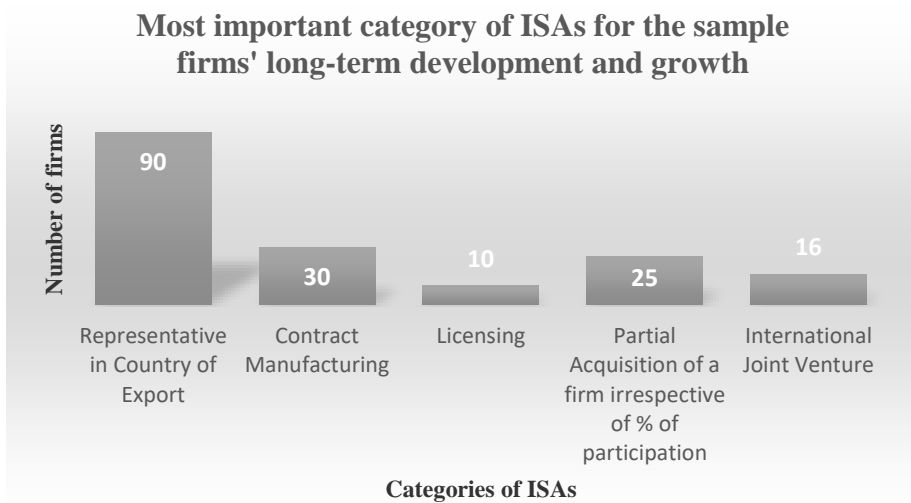 Most important category of ISAs for the sample
firms' long-term development and growth
Number of firms
90
30
10
25
16
Representative
in Country of
Export
Contract
Manufacturing
Licensing
Partial
Acquisition of a
firm irrespective
of % of
participation
International
Joint Venture
Categories of ISAs